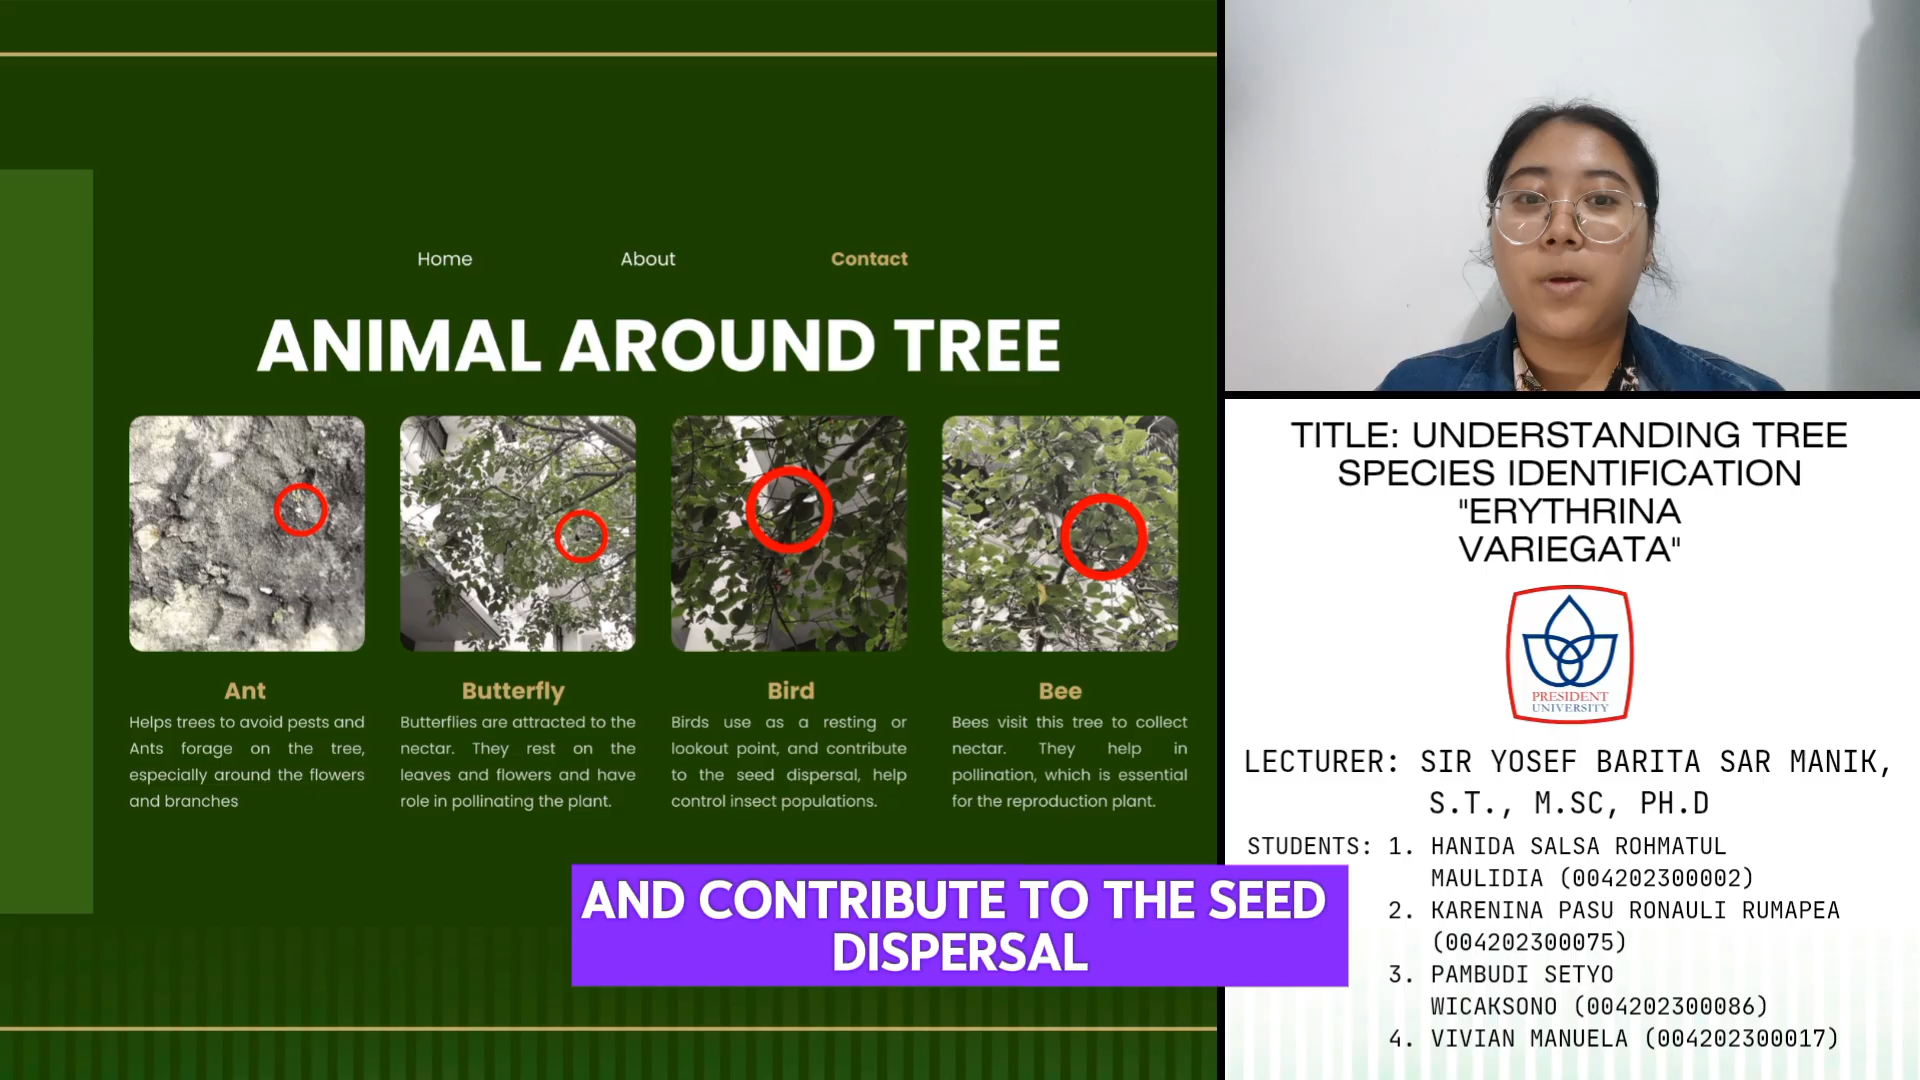 Home About Contact
ANIMAL AROUND TREE
Ant
Helps trees to avoid pests and
Ants forage on the tree,
especially around the flowers
and branches
Butterfly
Butterflies are attracted to the
nectar. They rest on the
leaves and flowers and have
role in pollinating the plant.
Bird
Birds use as a resting or
lookout point, and contribute
to the seed dispersal, help
control insect populations.
Bee
Bees visit this tree to collect
nectar. They help in
pollination, which is essential
for the reproduction plant.
AND CONTRIBUTE TO THE SEED
DISPERSAL
TITLE: UNDERSTANDING TREE
SPECIES IDENTIFICATION
"ERYTHRINA
VARIEGATA"
PRESIDENT
UNIVERSITY
LECTURER: SIR YOSEF BARITA SAR MANIK,
S.T., M.SC, PH.D
STUDENTS: 1. HANIDA SALSA ROHMATUL
MAULIDIA (004202300002)
2. KARENINA PASU RONAULI RUMAPEA
(004202300075)
3. PAMBUDI SETYO
WICAKSONO (004202300086)
4. VIVIAN MANUELA (004202300017)